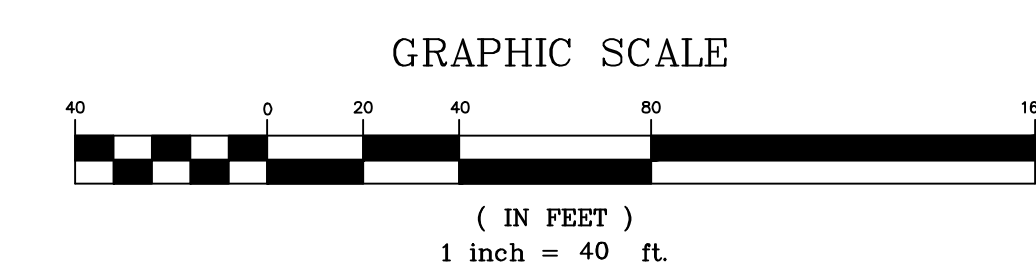 GRAPHIC SCALE
40 0 20 40 80
( IN FEET )
1 inch = 40 ft.